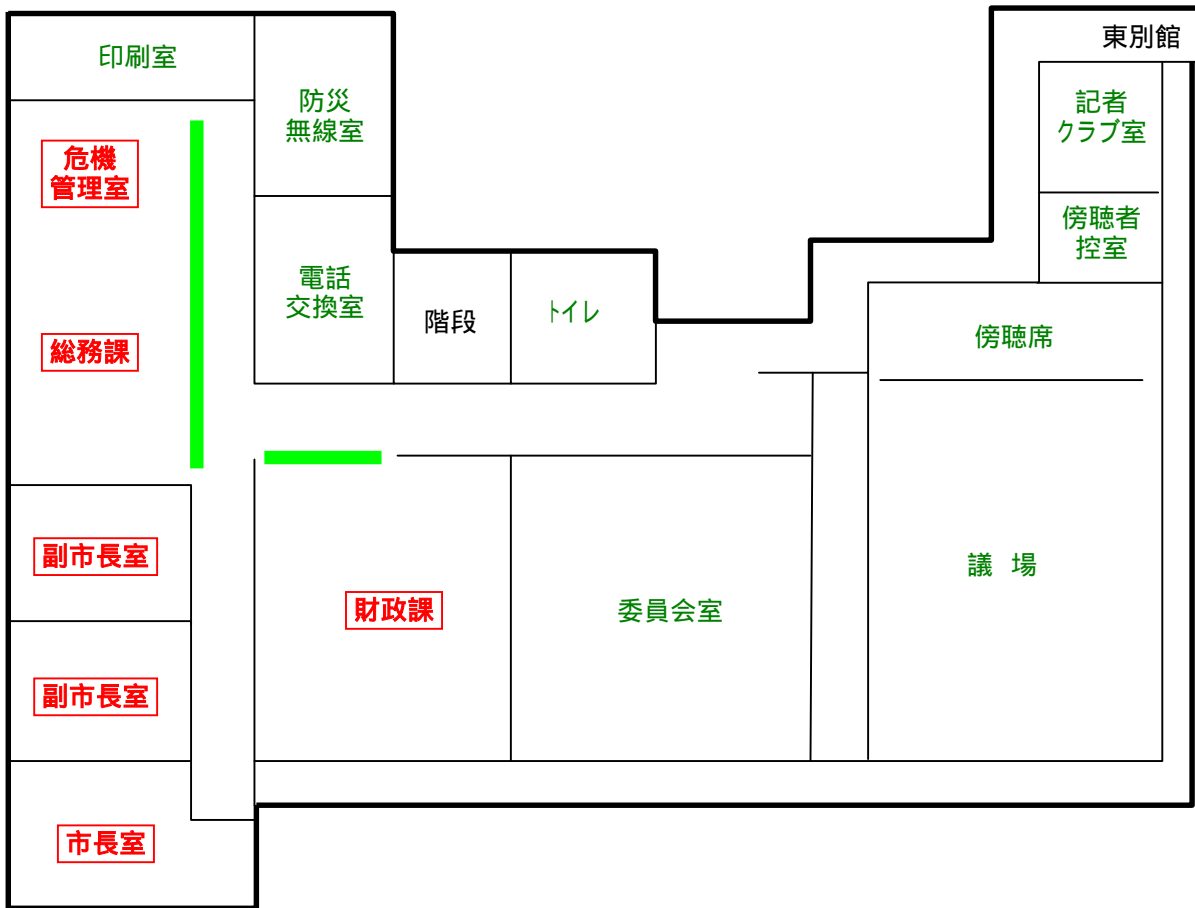 東別館
印刷室
防災
無線室
記者
クラブ室
危機
管理室
傍聴者
控室
電話
交換室
階段
トイレ
傍聴席
総務課
副市長室
財政課
委員会室
議 場
副市長室
市長室